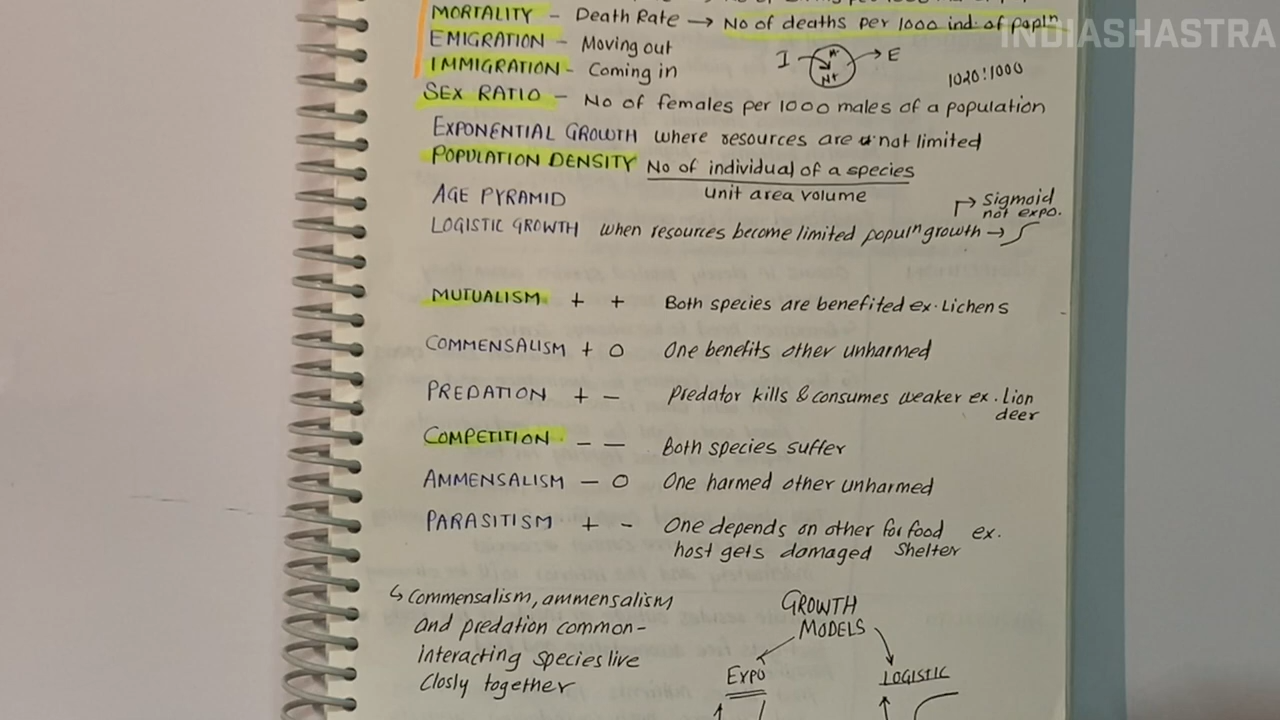 MORTALITY - Death Rate → No of deaths per 1000 ind. of papln
INDIASHASTRA
EMIGRATION - Moving out
I E
IMMIGRATION - Coming in
N+
1020:1000
SEX RATIO - No of females per 1000 males of a population
EXPONENTIAL GROWTH where resources are not limited
POPULATION DENSITY No of individual of a species
Unit area volume
AGE PYRAMID
Sigmoid
not expo.
LOGISTIC GROWTH when resources become limited populn growth →
MUTUALISM + + Both species are benefited ex. Lichens
COMMENSALISM + O One benefits other unharmed
PREDATION + - Predator kills & consumes weaker ex. Lion
deer
COMPETITION - - Both species suffer
AMMENSALISM - O One harmed other unharmed
PARASITISM + - One depends on other for food ex.
host gets damaged Shelter
↳ Commensalism, ammensalism
and predation common-
interacting species live
closly together
GROWTH
MODELS
EXPO
LOGISTIC